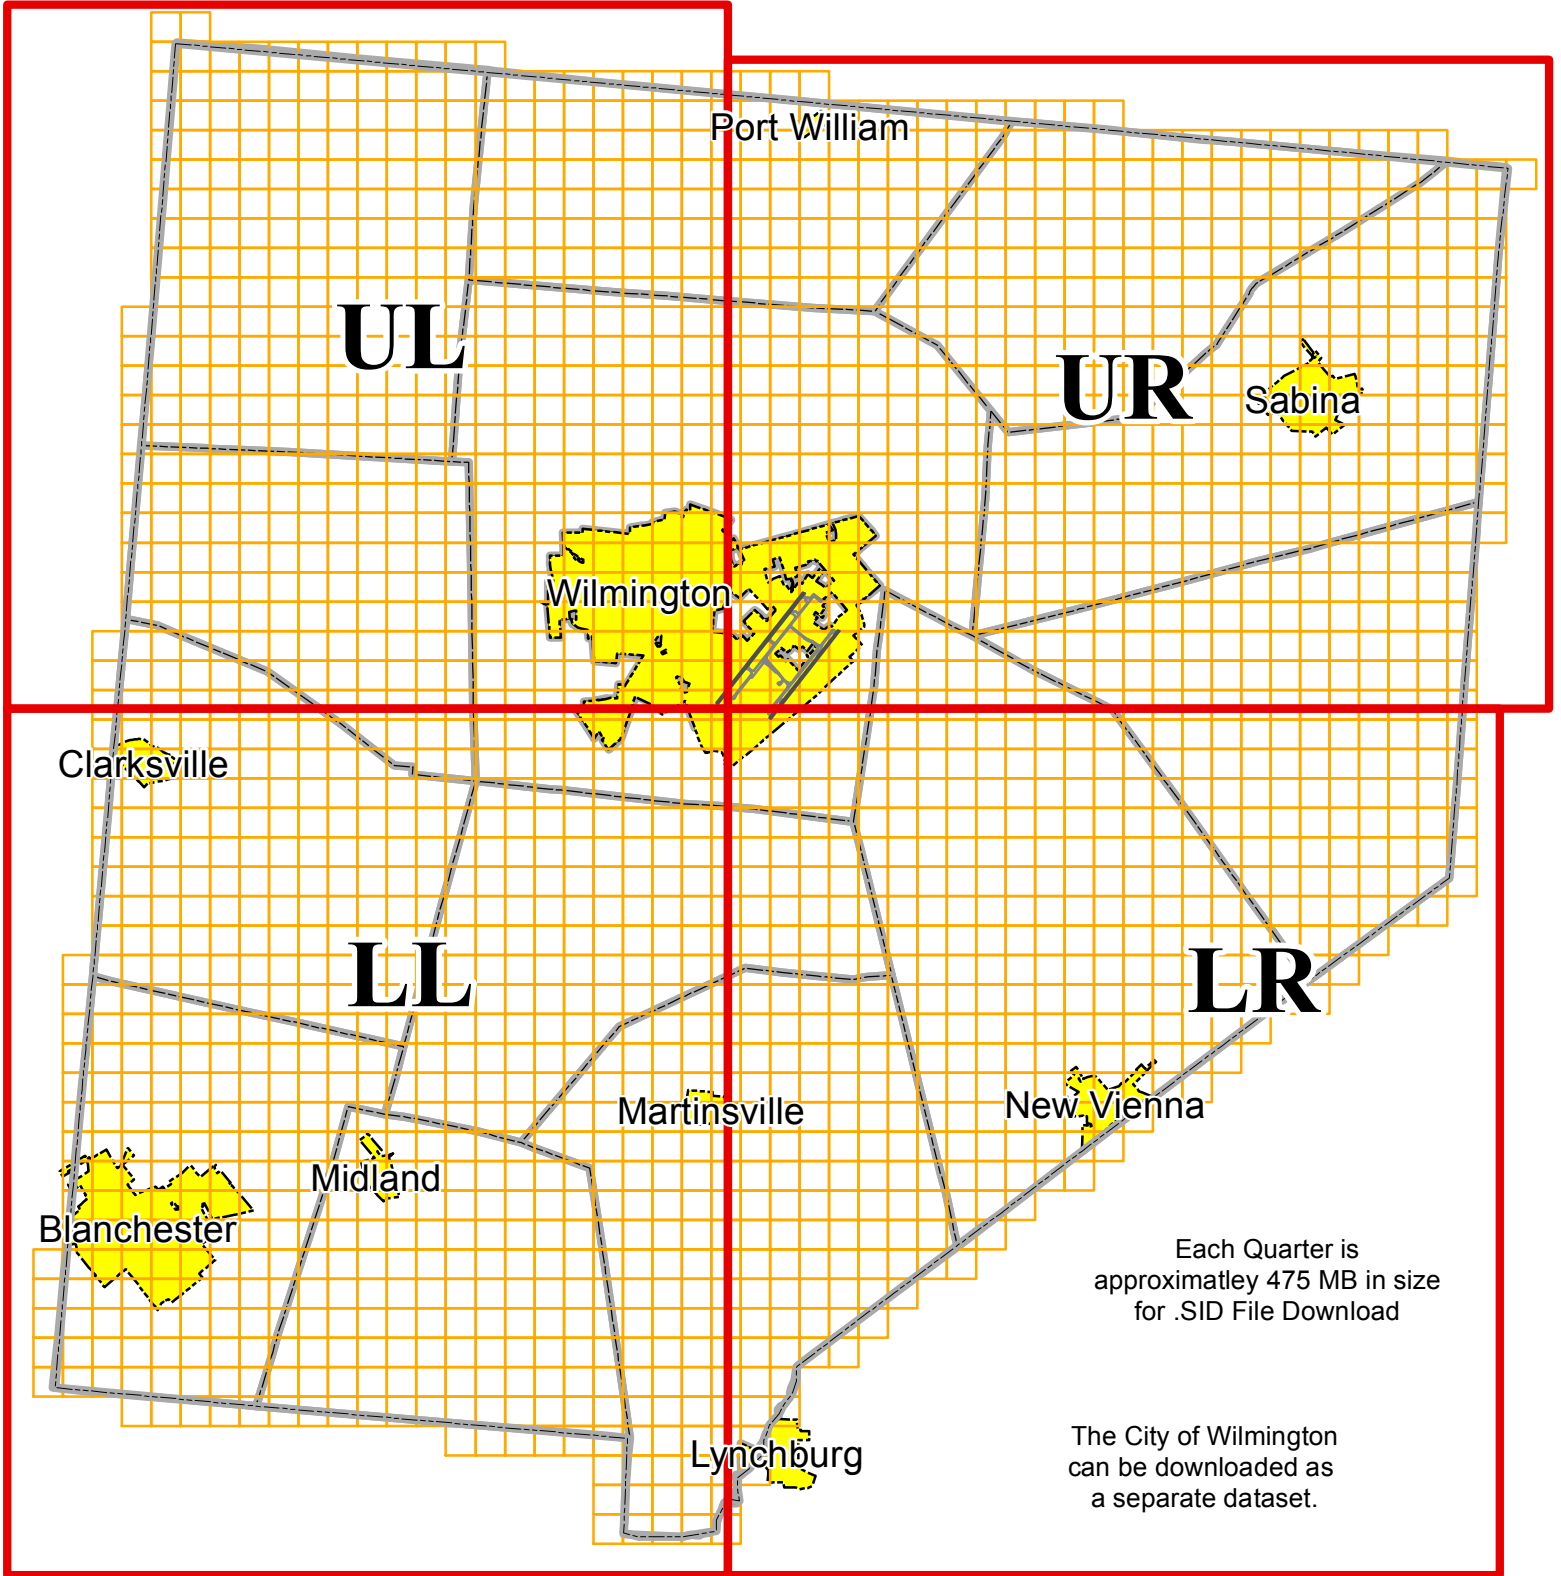 Port William
UL
UR
Sabina
Wilmington
Clarksville
LL
LR
New Vienna
Martinsville
Midland
Blanchester
Each Quarter is
approximatley 475 MB in size
for .SID File Download
The City of Wilmington
can be downloaded as
a separate dataset.
Lynchburg